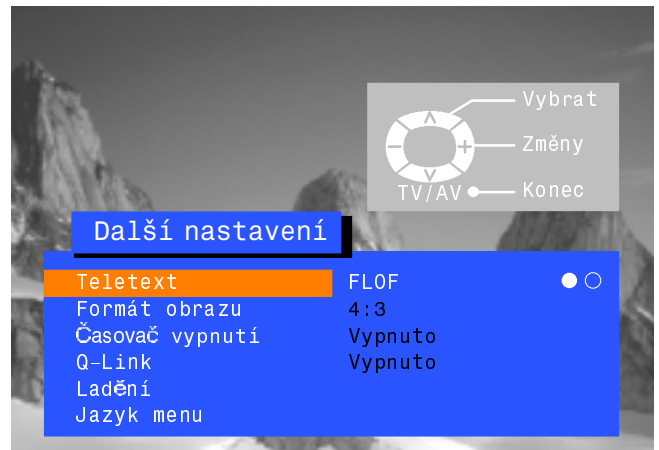 Vybrat
Změny
TV/AV Konec
Další nastavení
Teletext FLOF
Formát obrazu 4:3
Časovač vypnutí Vypnuto
Q-Link Vypnuto
Ladění
Jazyk menu